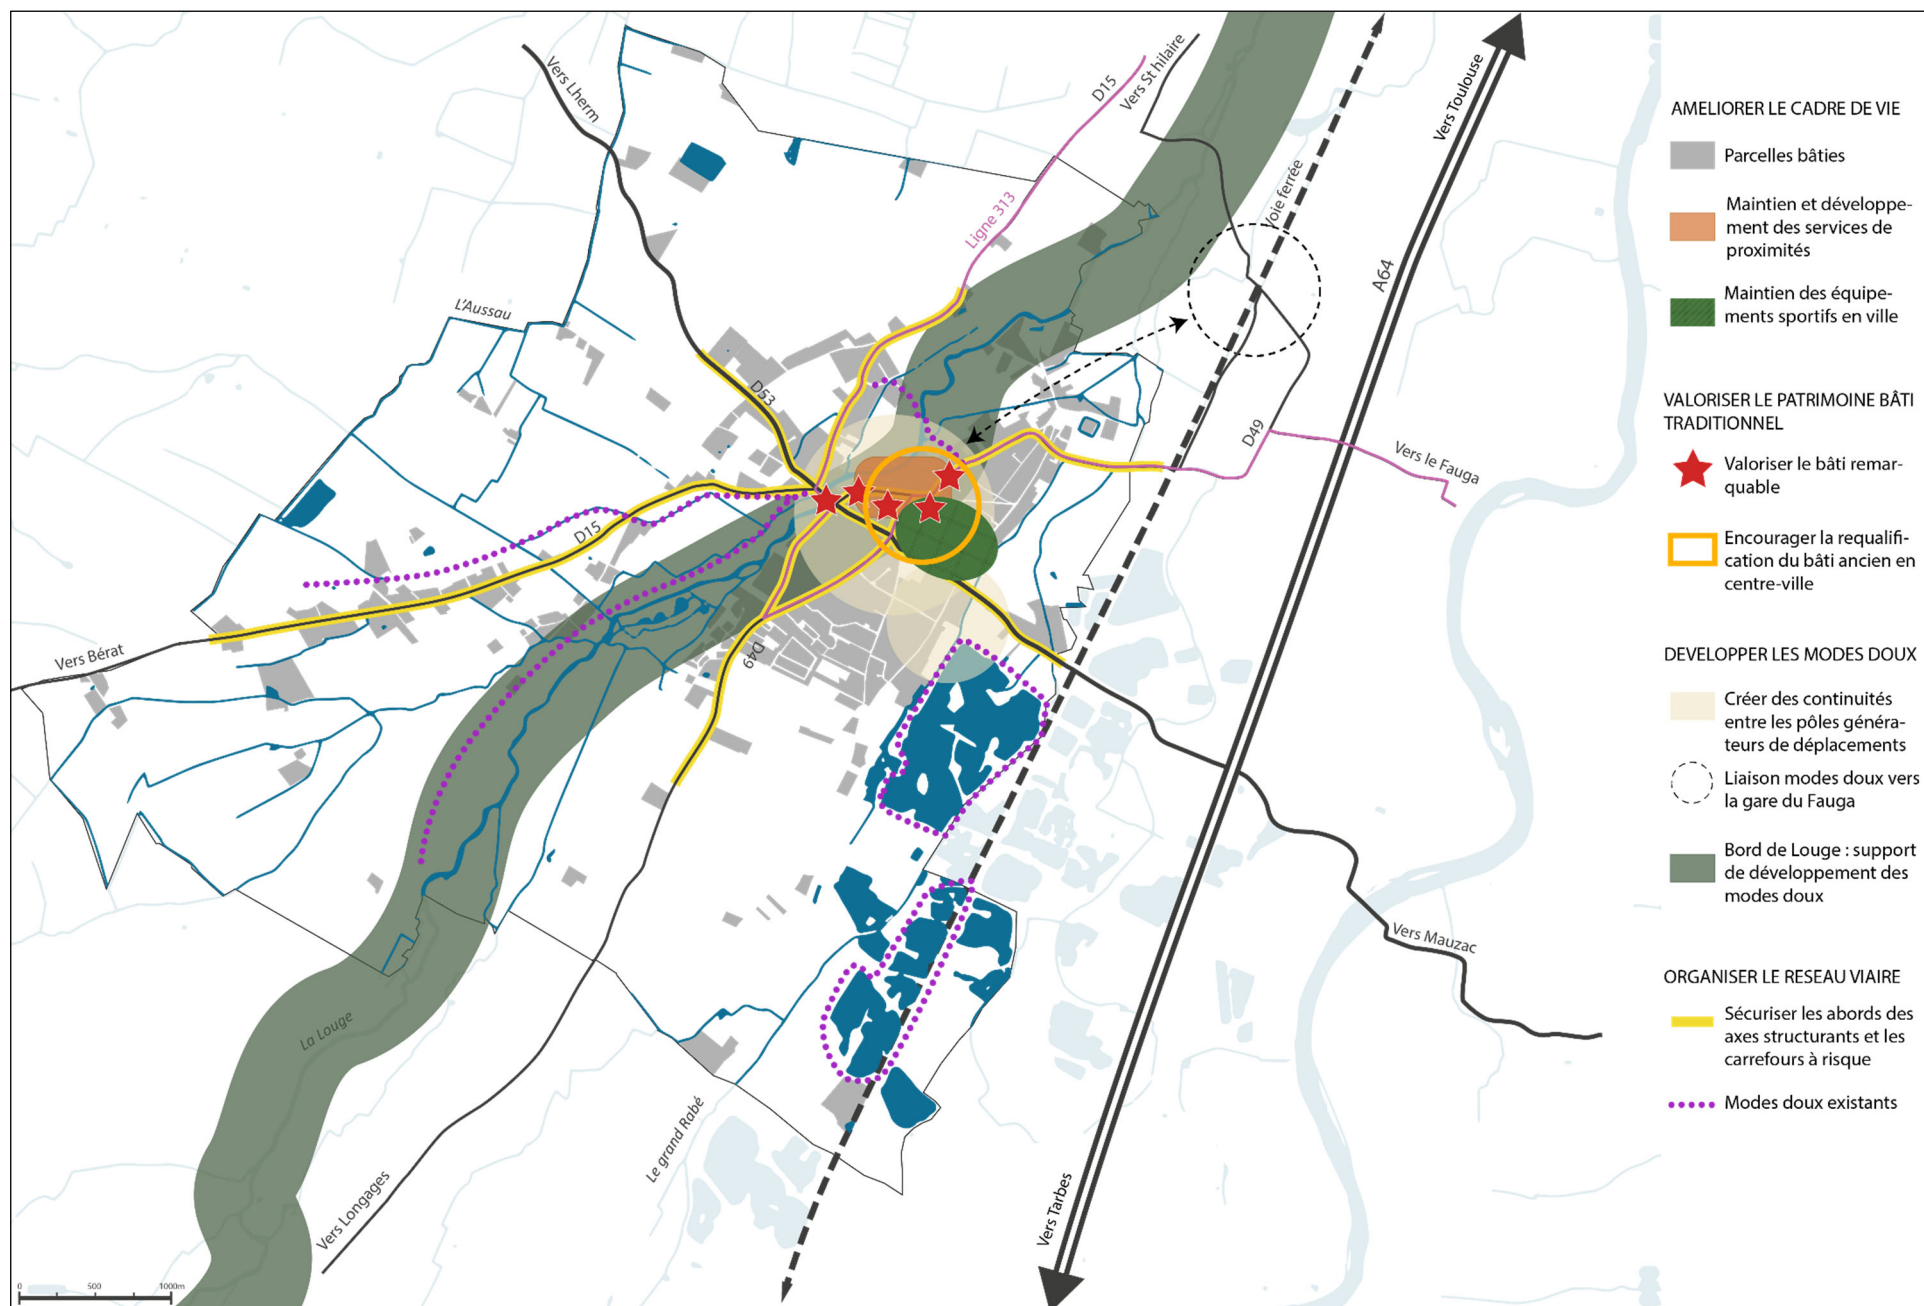 Vers Lherm
D15
Vers St hilaire
Vers Toulouse
Voie ferrée
Ligne 313
A64
L'Aussau
D53
D49
Vers le Fauga
D15
Vers Bérat
D49
Vers Mauzac
La Louge
Le grand Rabé
Vers Longages
Vers Tarbes
0 500 1000m
AMELIORER LE CADRE DE VIE
Parcelles bâties
Maintien et développe-
ment des services de
proximités
Maintien des équipe-
ments sportifs en ville
VALORISER LE PATRIMOINE BÂTI
TRADITIONNEL
Valoriser le bâti remar-
quable
Encourager la requalifi-
cation du bâti ancien en
centre-ville
DEVELOPPER LES MODES DOUX
Créer des continuités
entre les pôles généra-
teurs de déplacements
Liaison modes doux vers
la gare du Fauga
Bord de Louge : support
de développement des
modes doux
ORGANISER LE RESEAU VIAIRE
Sécuriser les abords des
axes structurants et les
carrefours à risque
Modes doux existants